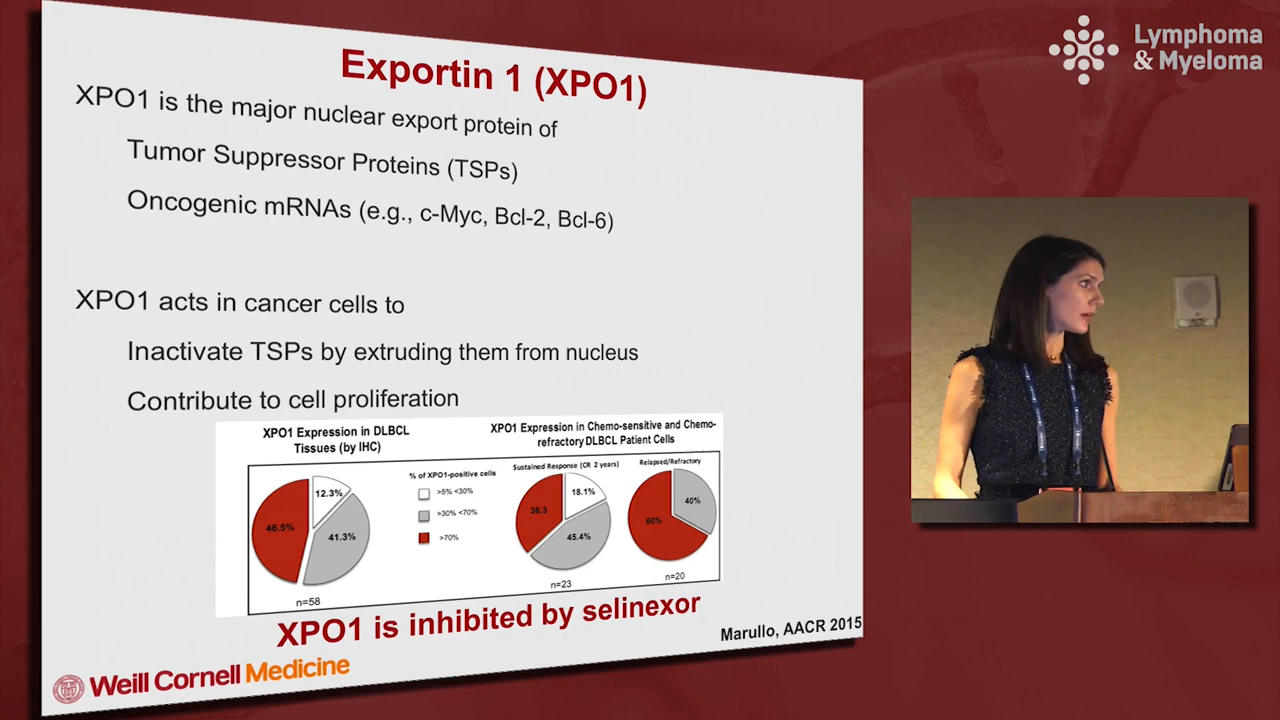 Lymphoma
& Myeloma
Exportin 1 (XPO1)
XPO1 is the major nuclear export protein of
Tumor Suppressor Proteins (TSPs)
Oncogenic mRNAs (e.g., c-Myc, Bcl-2, Bcl-6)
XPO1 acts in cancer cells to
Inactivate TSPs by extruding them from nucleus
Contribute to cell proliferation
XPO1 Expression in DLBCL
Tissues (by IHC)
12.3%
46.5%
41.3%
n=58
% of XPO1-positive cells
>5% <30%
>30% <70%
>70%
XPO1 Expression in Chemo-sensitive and Chemo-
refractory DLBCL Patient Cells
Sustained Response (CR 2 years)
18.1%
36.3
45.4%
n=23
Relapsed/Refractory
40%
60%
n=20
XPO1 is inhibited by selinexor
Marullo, AACR 2015
Weill Cornell Medicine